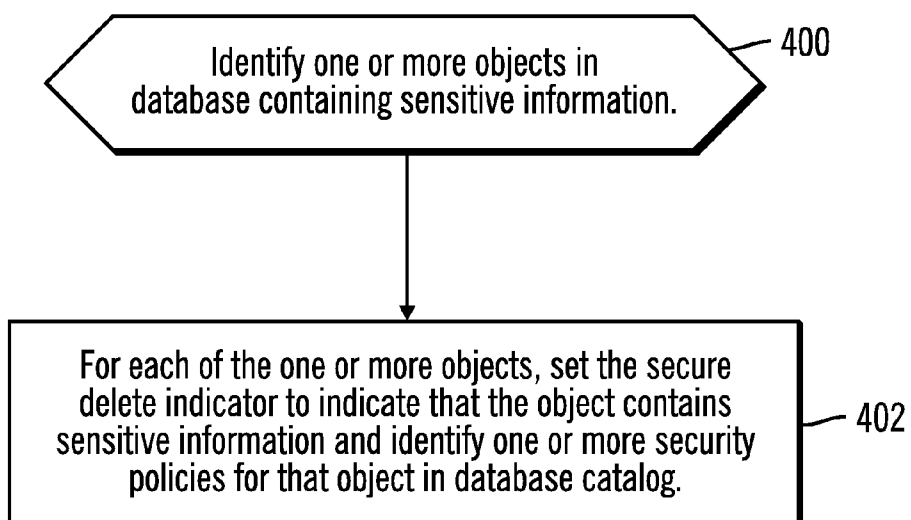 Identify one or more objects in
database containing sensitive information.
400
For each of the one or more objects, set the secure
delete indicator to indicate that the object contains
sensitive information and identify one or more security
policies for that object in database catalog.
402